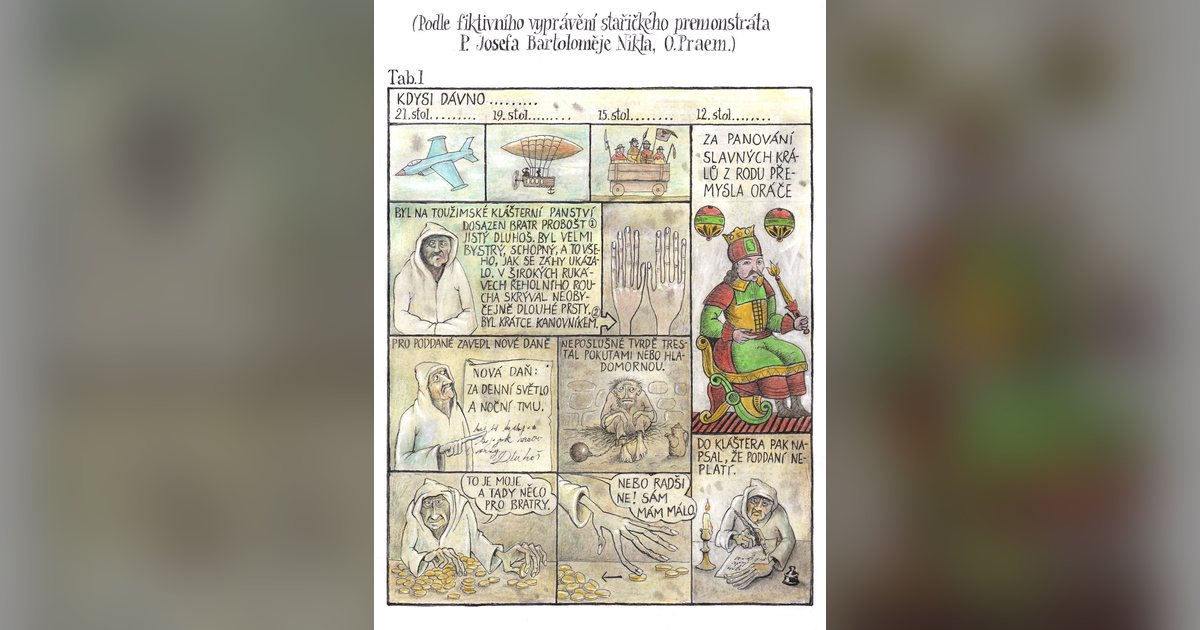 (Podle fiktivního vyprávění stařičkého premonstráta
P. Josefa Bartoloměje Nikla, O.Praem.)
Tab.I
KDYSI DÁVNO.........
21.stol......... 19. stol......... 15.stol........ 12. stol........
ZA PANOVÁNÍ
SLAVNÝCH KRÁ-
LŮ Z RODU PŘE-
MYSLA ORÁČE
BYL NA TOUŽIMSKÉ KLÁŠTERNÍ PANSTVÍ
DOSAZEN BRATR PROBOŠT ①
JISTÝ DLUHOŠ. BYL VELMI
BYSTRÝ, SCHOPNÝ, A TO VŠE-
HO, JAK SE ZÁHY UKÁZA-
LO. V ŠIROKÝCH RUKÁ-
VECH ŘEHOLNÍHO ROU-
CHA SKRÝVAL NEOBY-
ČEJNĚ DLOUHÉ PRSTY. ②
BYL KRÁTCE KANOVNÍKEM.
PRO PODDANÉ ZAVEDL NOVÉ DANĚ
NOVÁ DAŇ:
ZA DENNÍ SVĚTLO
A NOČNÍ TMU.
Dluhoš
NEPOSLUŠNÉ TVRDĚ TRES-
TAL POKUTAMI NEBO HLA-
DOMORNOU.
DO KLÁŠTERA PAK NA-
PSAL, ŽE PODDANÍ NE-
PLATÍ.
TO JE MOJE
A TADY NĚCO
PRO BRATRY.
NEBO RADŠI
NE! SÁM
MÁM MÁLO.